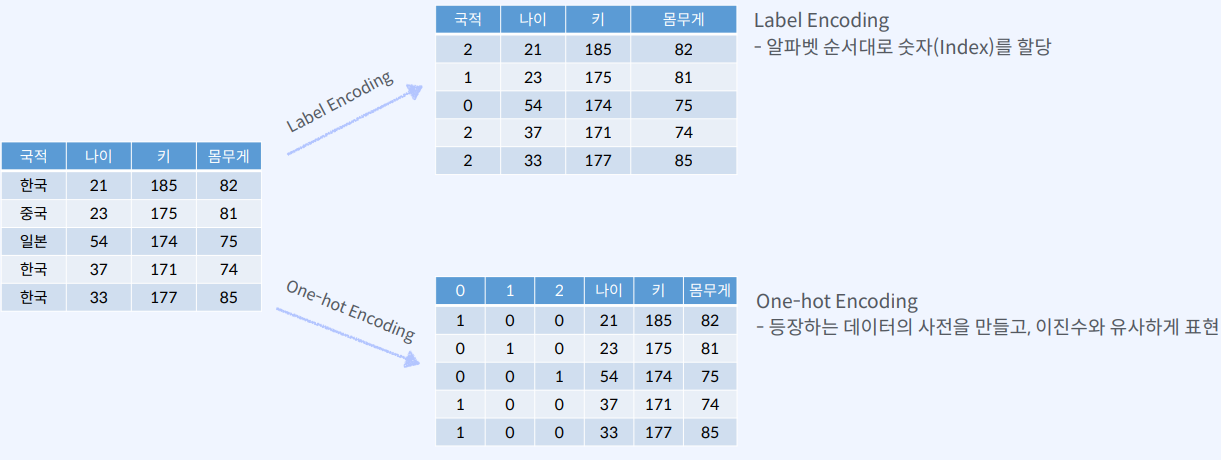 국적 나이 키 몸무게
한국 21 185 82
중국 23 175 81
일본 54 174 75
한국 37 171 74
한국 33 177 85
Label Encoding
국적 나이 키 몸무게
2 21 185 82
1 23 175 81
0 54 174 75
2 37 171 74
2 33 177 85
Label Encoding
- 알파벳 순서대로 숫자(Index)를 할당
One-hot Encoding
0 1 2 나이 키 몸무게
1 0 0 21 185 82
0 1 0 23 175 81
0 0 1 54 174 75
1 0 0 37 171 74
1 0 0 33 177 85
One-hot Encoding
- 등장하는 데이터의 사전을 만들고, 이진수와 유사하게 표현